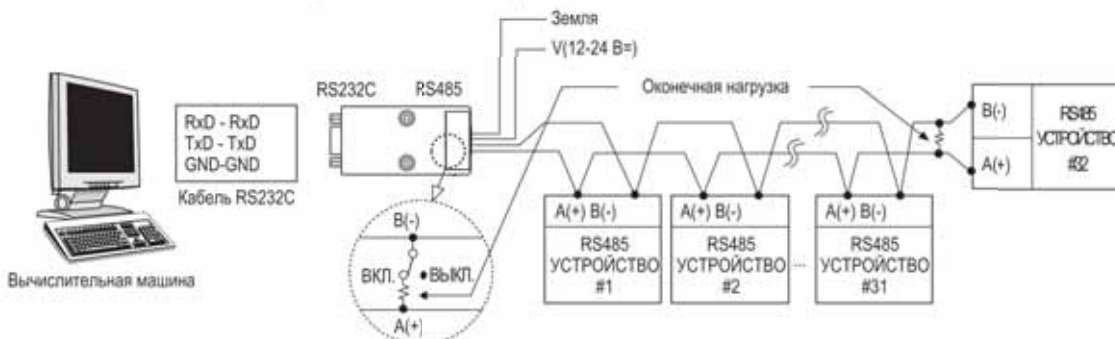 Земля
V(12-24 В=)
RS232C
RS485
Оконечная нагрузка
RxD - RxD
TxD - TxD
GND-GND
Кабель RS232C
Вычислительная машина
B(-)
ВКЛ.
ВЫКЛ.
A(+)
A(+) B(-)
RS485
УСТРОЙСТВО
#1
A(+) B(-)
RS485
УСТРОЙСТВО
#2
...
A(+) B(-)
RS485
УСТРОЙСТВО
#31
B(-)
A(+)
RS485
УСТРОЙСТВО
#32